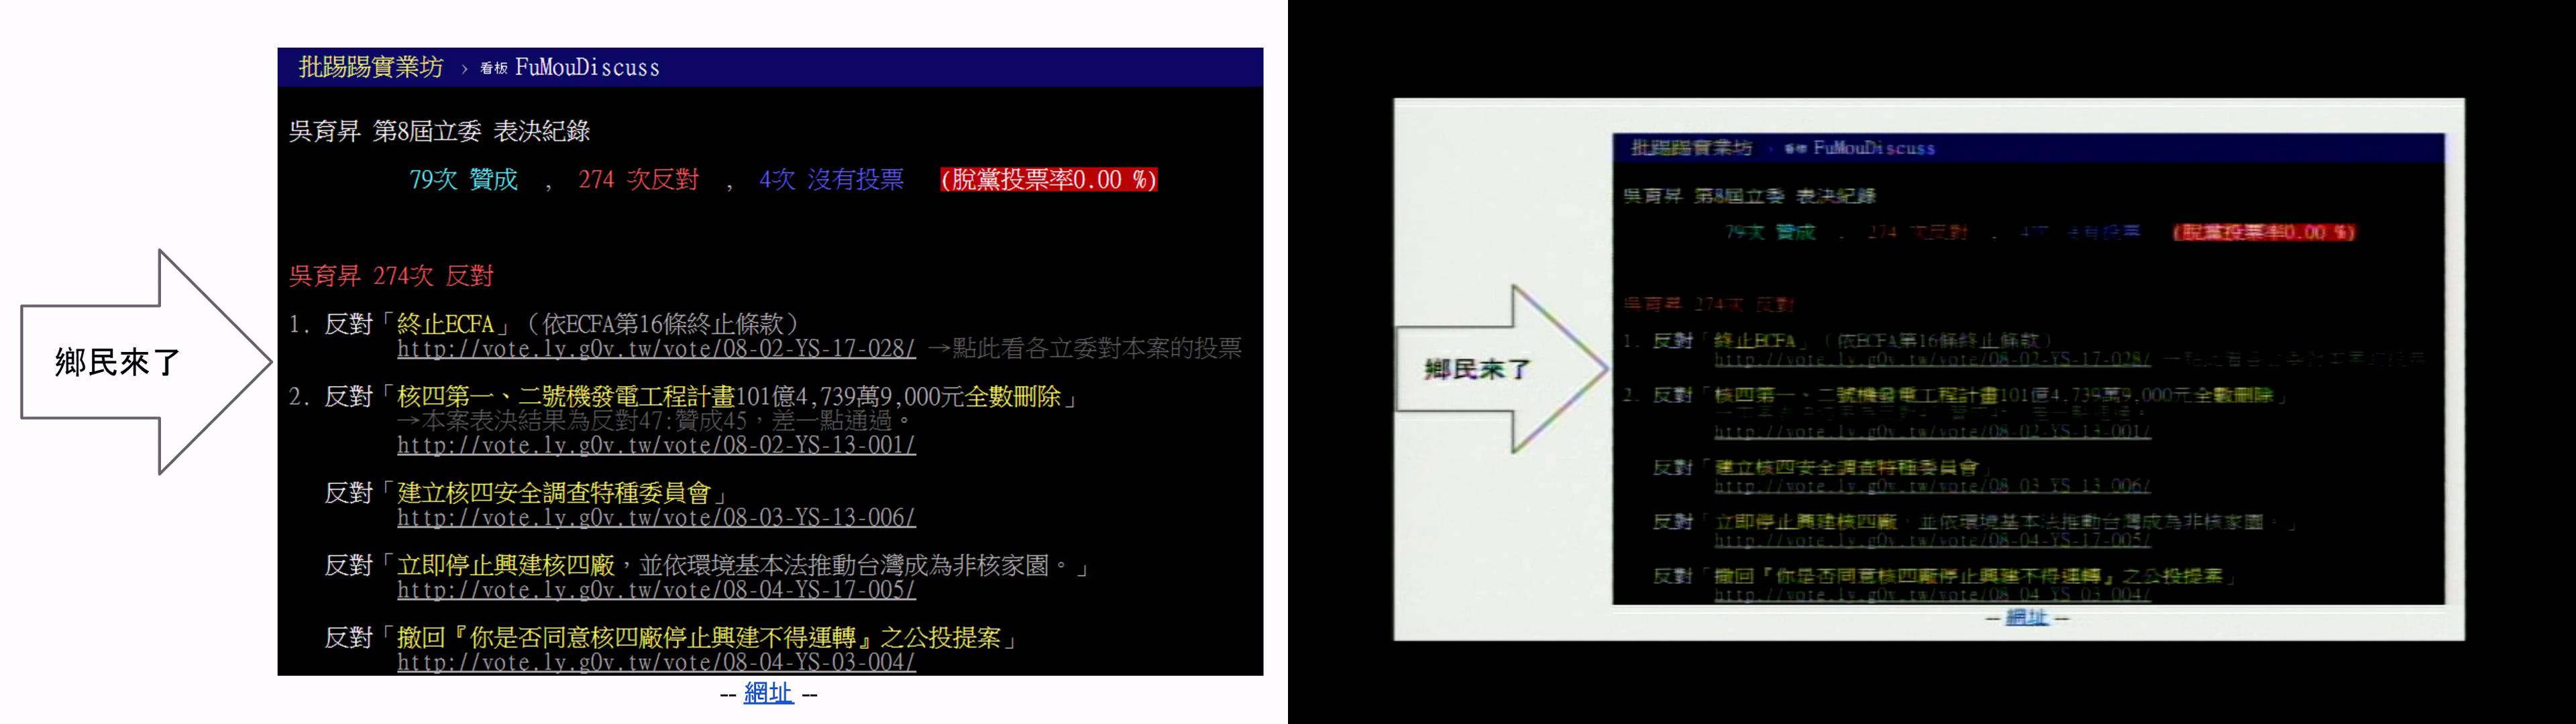 批踢踢實業坊 › 看板 FuMouDiscuss
吳育昇 第8屆立委 表決紀錄
79次 贊成 , 274 次反對 , 4次 沒有投票 (脫黨投票率0.00 %)
吳育昇 274次 反對
1. 反對「終止ECFA」(依ECFA第16條終止條款)
http://vote.ly.g0v.tw/vote/08-02-YS-17-028/ →點此看各立委對本案的投票
2. 反對「核四第一、二號機發電工程計畫101億4,739萬9,000元全數刪除」
→本案表決結果為反對47:贊成45,差一點通過。
http://vote.ly.g0v.tw/vote/08-02-YS-13-001/
反對「建立核四安全調查特種委員會」
http://vote.ly.g0v.tw/vote/08-03-YS-13-006/
反對「立即停止興建核四廠,並依環境基本法推動台灣成為非核家園。」
http://vote.ly.g0v.tw/vote/08-04-YS-17-005/
反對「撤回『你是否同意核四廠停止興建不得運轉』之公投提案」
http://vote.ly.g0v.tw/vote/08-04-YS-03-004/
鄉民來了
-- 網址 --
批踢踢實業坊 › 看板 FuMouDiscuss
吳育昇 第8屆立委 表決紀錄
79次 贊成 , 274 次反對 , 4次 沒有投票 (脫黨投票率0.00 %)
吳育昇 274次 反對
1. 反對「終止ECFA」(依ECFA第16條終止條款)
http://vote.ly.g0v.tw/vote/08-02-YS-17-028/
2. 反對「核四第一、二號機發電工程計畫101億4,739萬9,000元全數刪除」
http://vote.ly.g0v.tw/vote/08-02-YS-13-001/
反對「建立核四安全調查特種委員會」
http://vote.ly.g0v.tw/vote/08-03-YS-13-006/
反對「立即停止興建核四廠,並依環境基本法推動台灣成為非核家園。」
http://vote.ly.g0v.tw/vote/08-04-YS-17-005/
反對「撤回『你是否同意核四廠停止興建不得運轉』之公投提案」
http://vote.ly.g0v.tw/vote/08-04-YS-03-004/
鄉民來了
-- 網址 --